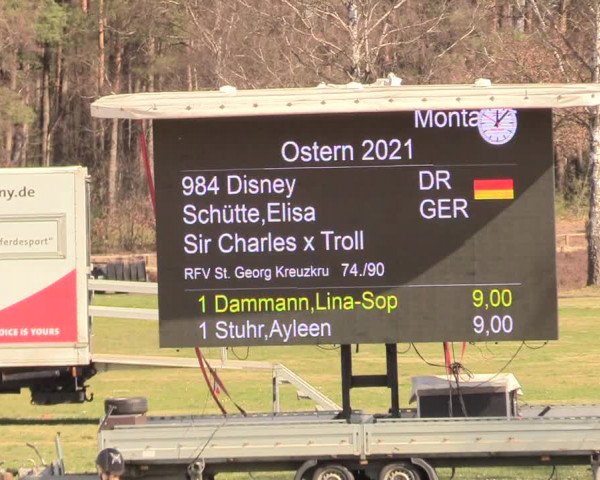 ny.de
ferdesport"
OICE IS YOURS
Monta
Ostern 2021
984 Disney DR
Schütte,Elisa GER
Sir Charles x Troll
RFV St. Georg Kreuzkru 74./90
1 Dammann,Lina-Sop 9,00
1 Stuhr,Ayleen 9,00